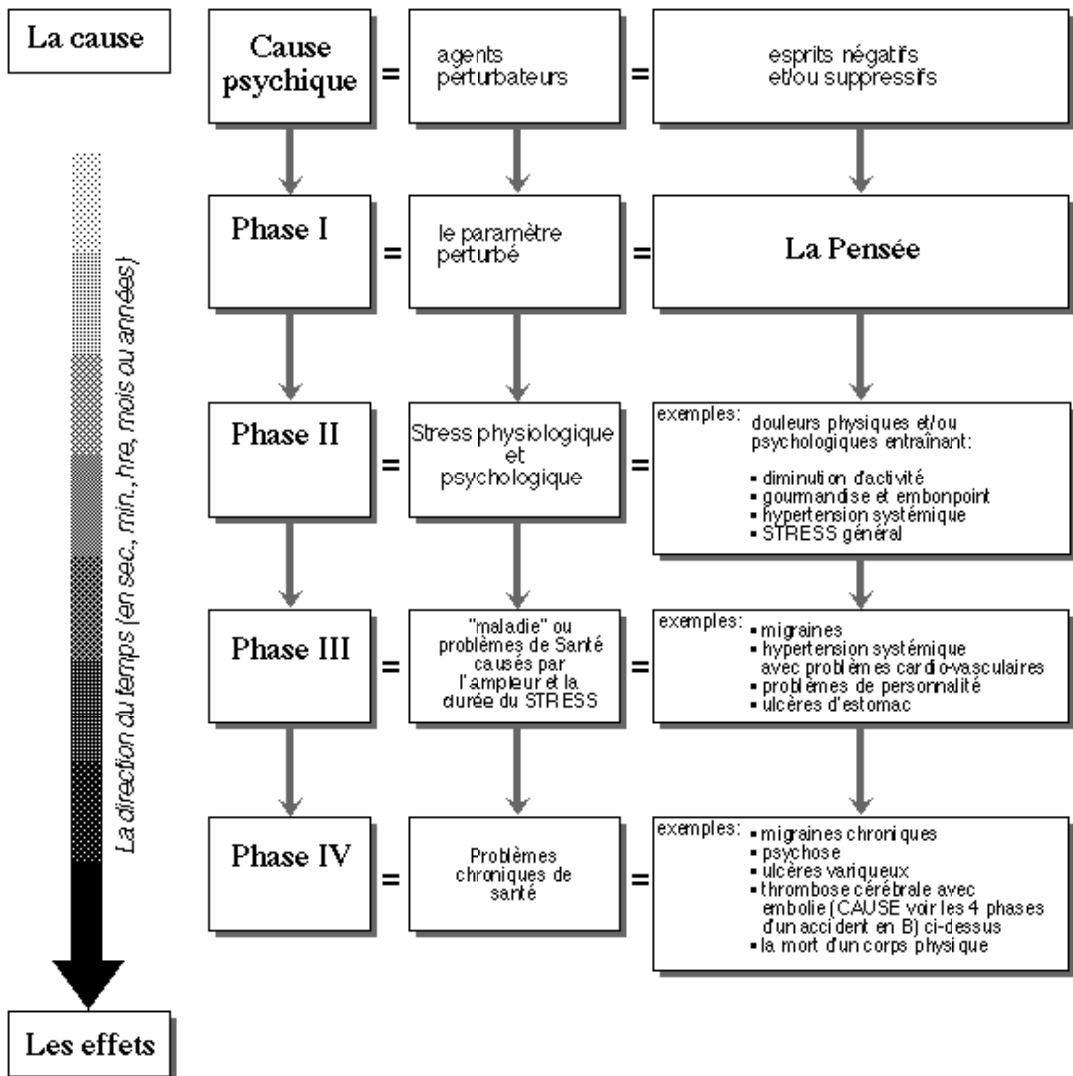 La cause
Cause
psychique
=
agents
perturbateurs
=
esprits négatifs
et/ou suppressifs
La direction du temps (en sec., min., hre, mois ou années)
Phase I
=
le paramètre
perturbé
=
La Pensée
Phase II
=
Stress physiologique
et
psychologique
=
exemples:
douleurs physiques et/ou
psychologiques entraînant:
▪ diminution d'activité
▪ gourmandise et embonpoint
▪ hypertension systémique
▪ STRESS général
Phase III
=
"maladie" ou
problèmes de Santé
causés par
l'ampleur et la
durée du STRESS
=
exemples:
▪ migraines
▪ hypertension systémique
avec problèmes cardio-vasculaires
▪ problèmes de personnalité
▪ ulcères d'estomac
Phase IV
=
Problèmes
chroniques de
santé
=
exemples:
▪ migraines chroniques
▪ psychose
▪ ulcères variqueux
▪ thrombose cérébrale avec
embolie (CAUSE voir les 4 phases
d'un accident en B) ci-dessus
▪ la mort d'un corps physique
Les effets